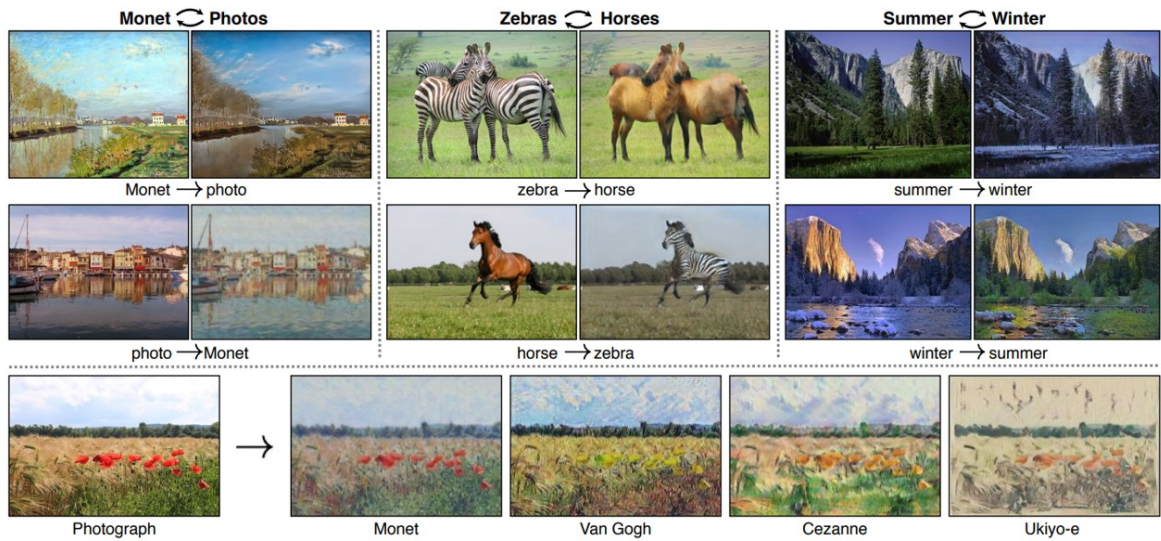 Monet ⇄ Photos
Zebras ⇄ Horses
Summer ⇄ Winter
Monet → photo
zebra → horse
summer → winter
photo → Monet
horse → zebra
winter → summer
Photograph
Monet
Van Gogh
Cezanne
Ukiyo-e